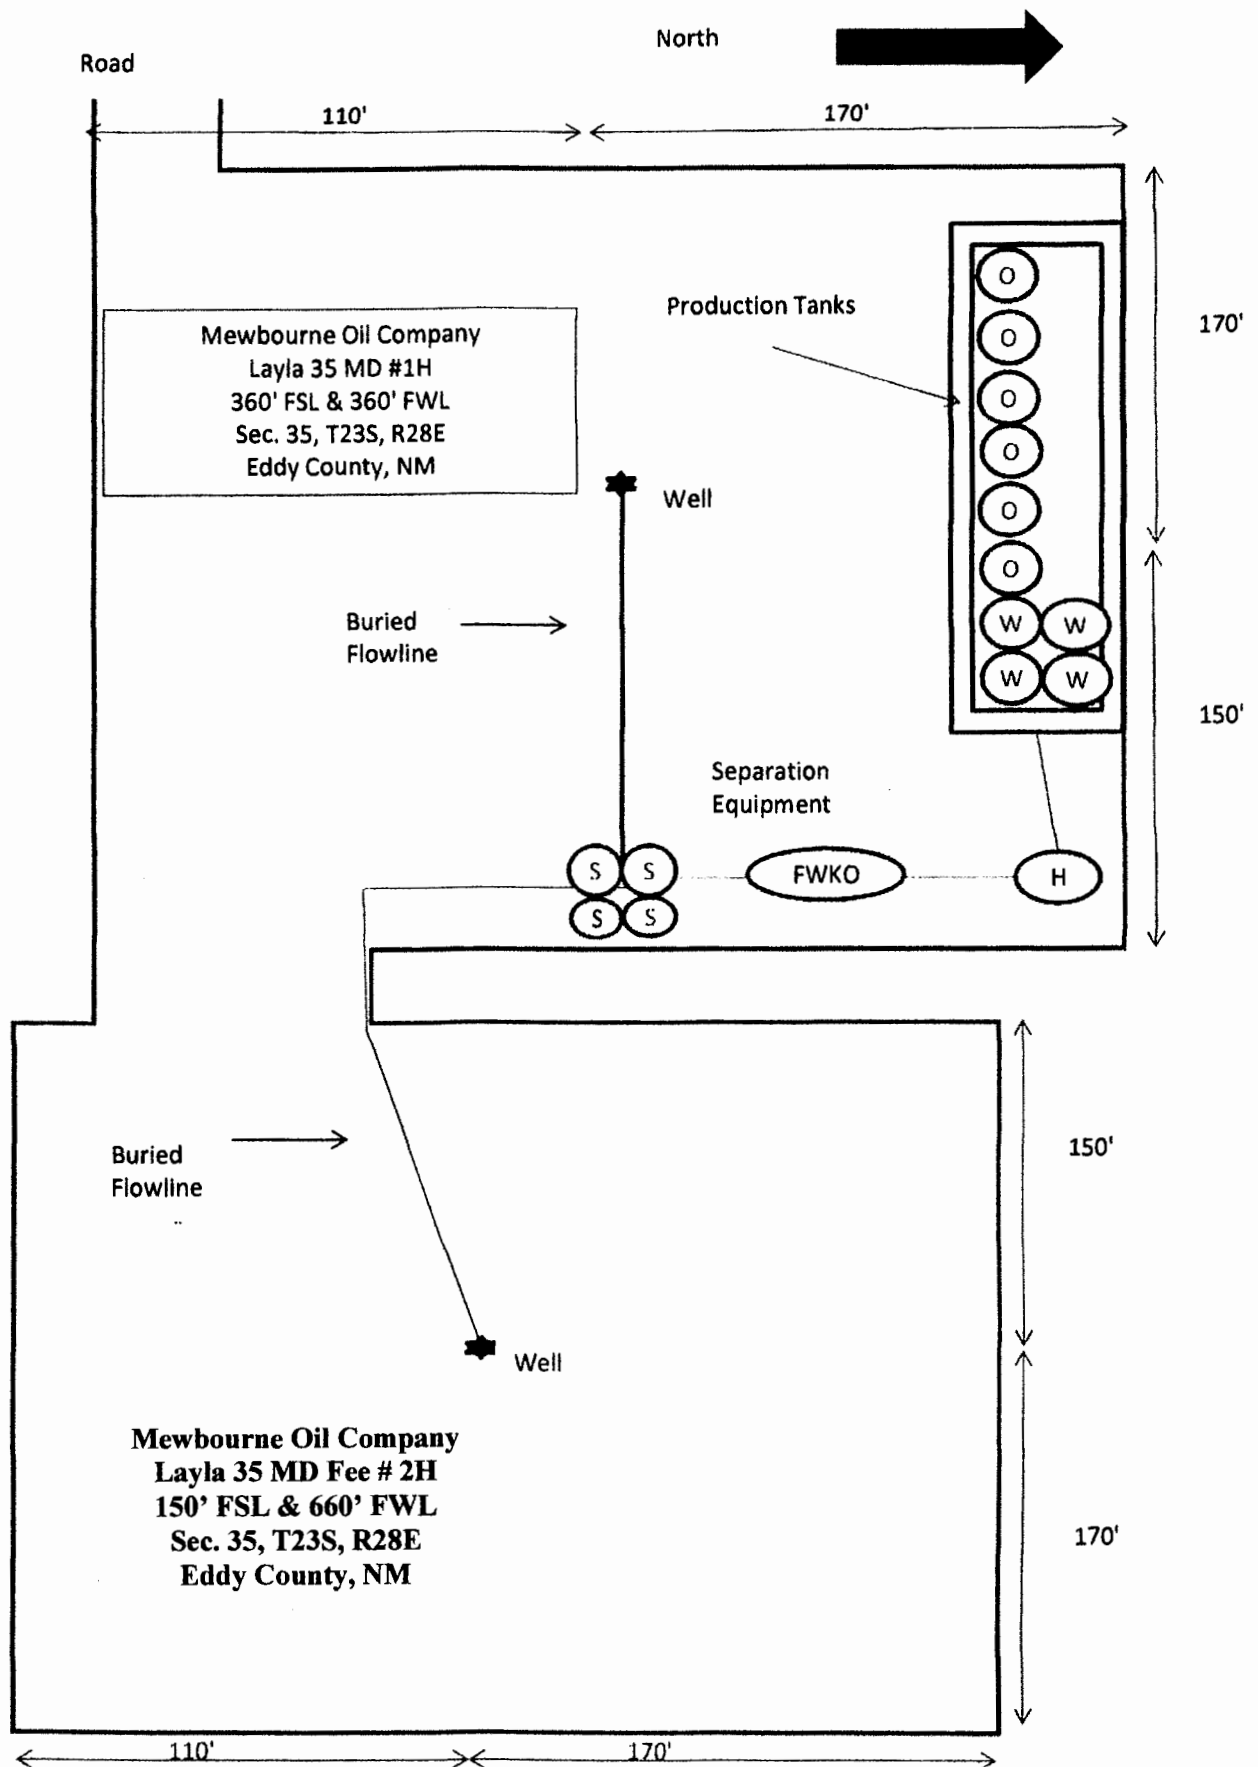 North
Road
110'
170'
170'
Production Tanks
Mewbourne Oil Company
Layla 35 MD #1H
360' FSL & 360' FWL
Sec. 35, T23S, R28E
Eddy County, NM
O
O
O
O
O
O
W W
W W
Well
Buried
Flowline
150'
Separation
Equipment
S S
S S
FWKO
H
150'
Buried
Flowline
Well
Mewbourne Oil Company
Layla 35 MD Fee # 2H
150’ FSL & 660’ FWL
Sec. 35, T23S, R28E
Eddy County, NM
170'
110'
170'